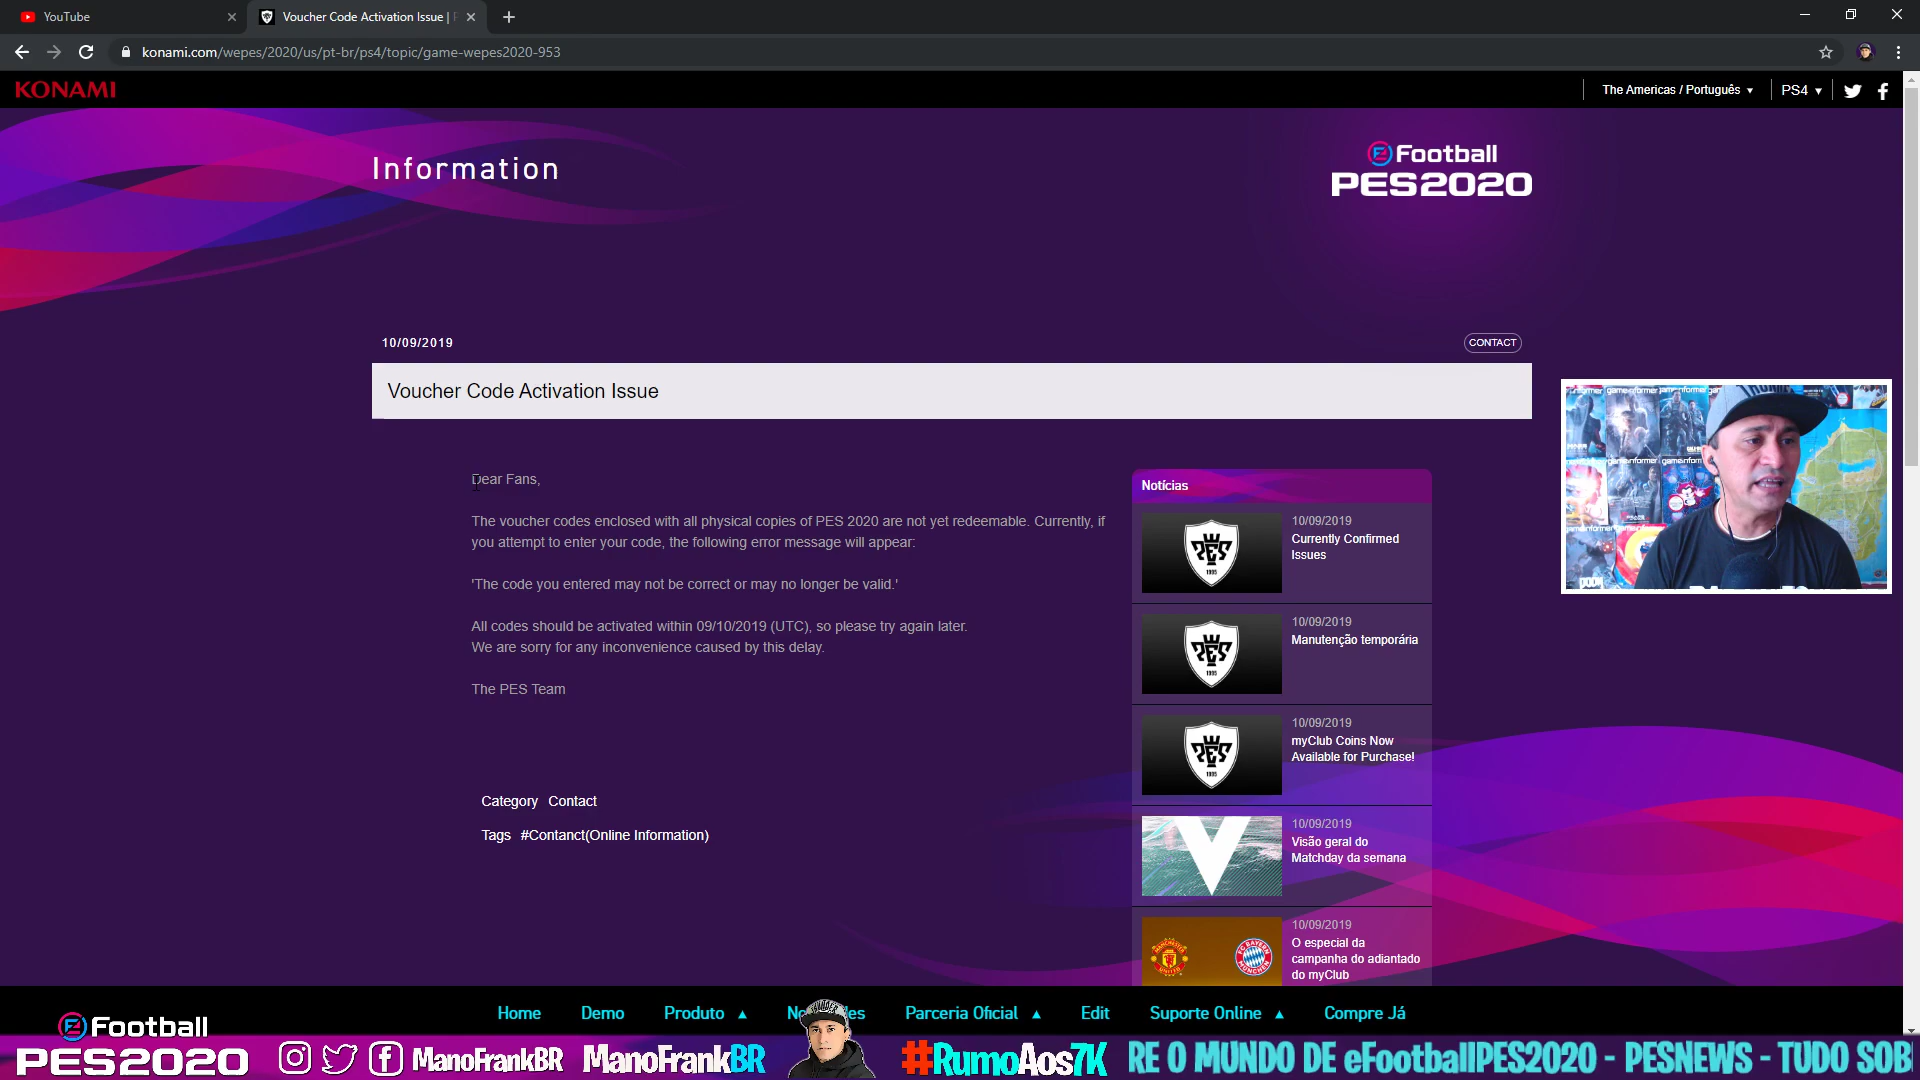 YouTube
Voucher Code Activation Issue |
konami.com/wepes/2020/us/pt-br/ps4/topic/game-wepes2020-953
KONAMI
The Americas / Português ▼
PS4 ▼
Information
eFootball
PES2020
10/09/2019
CONTACT
Voucher Code Activation Issue
Dear Fans,
The voucher codes enclosed with all physical copies of PES 2020 are not yet redeemable. Currently, if
you attempt to enter your code, the following error message will appear:
'The code you entered may not be correct or may no longer be valid.'
All codes should be activated within 09/10/2019 (UTC), so please try again later.
We are sorry for any inconvenience caused by this delay.
The PES Team
Category Contact
Tags #Contanct(Online Information)
Notícias
10/09/2019
Currently Confirmed
Issues
10/09/2019
Manutenção temporária
10/09/2019
myClub Coins Now
Available for Purchase!
10/09/2019
Visão geral do
Matchday da semana
10/09/2019
O especial da
campanha do adiantado
do myClub
Home
Demo
Produto ▲
Parceria Oficial ▲
Edit
Suporte Online ▲
Compre Já
eFootball
PES2020
ManoFrankBR
ManoFrankBR
#RumoAos7K
RE O MUNDO DE eFootballPES2020 - PESNEWS - TUDO SOB